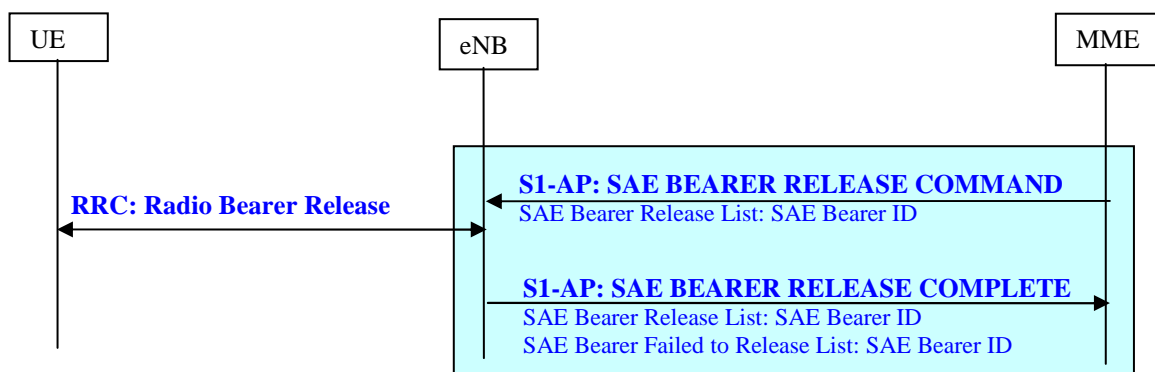 UE
eNB
MME
S1-AP: SAE BEARER RELEASE COMMAND
SAE Bearer Release List: SAE Bearer ID
RRC: Radio Bearer Release
S1-AP: SAE BEARER RELEASE COMPLETE
SAE Bearer Release List: SAE Bearer ID
SAE Bearer Failed to Release List: SAE Bearer ID